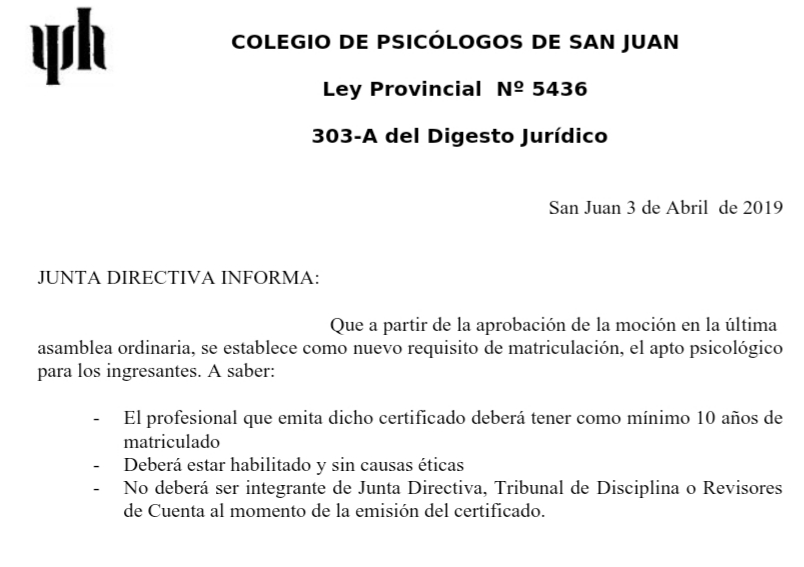 COLEGIO DE PSICÓLOGOS DE SAN JUAN
Ley Provincial  Nº 5436
303-A del Digesto Jurídico
San Juan 3 de Abril  de 2019
JUNTA DIRECTIVA INFORMA:
Que a partir de la aprobación de la moción en la última
asamblea ordinaria, se establece como nuevo requisito de matriculación, el apto psicológico
para los ingresantes. A saber:
- El profesional que emita dicho certificado deberá tener como mínimo 10 años de
matriculado
- Deberá estar habilitado y sin causas éticas
- No deberá ser integrante de Junta Directiva, Tribunal de Disciplina o Revisores
de Cuenta al momento de la emisión del certificado.